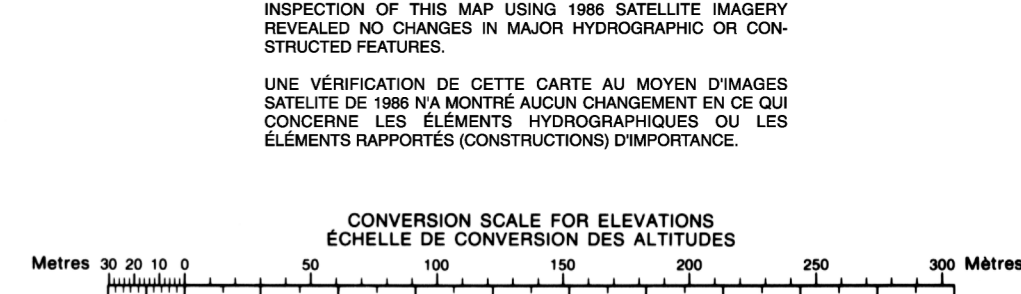 INSPECTION OF THIS MAP USING 1986 SATELLITE IMAGERY
REVEALED NO CHANGES IN MAJOR HYDROGRAPHIC OR CON-
STRUCTED FEATURES.
UNE VÉRIFICATION DE CETTE CARTE AU MOYEN D'IMAGES
SATELITE DE 1986 N'A MONTRÉ AUCUN CHANGEMENT EN CE QUI
CONCERNE LES ÉLÉMENTS HYDROGRAPHIQUES OU LES
ÉLÉMENTS RAPPORTÉS (CONSTRUCTIONS) D'IMPORTANCE.
CONVERSION SCALE FOR ELEVATIONS
ÉCHELLE DE CONVERSION DES ALTITUDES
Metres 30 20 10 0 50 100 150 200 250 300 Mètres